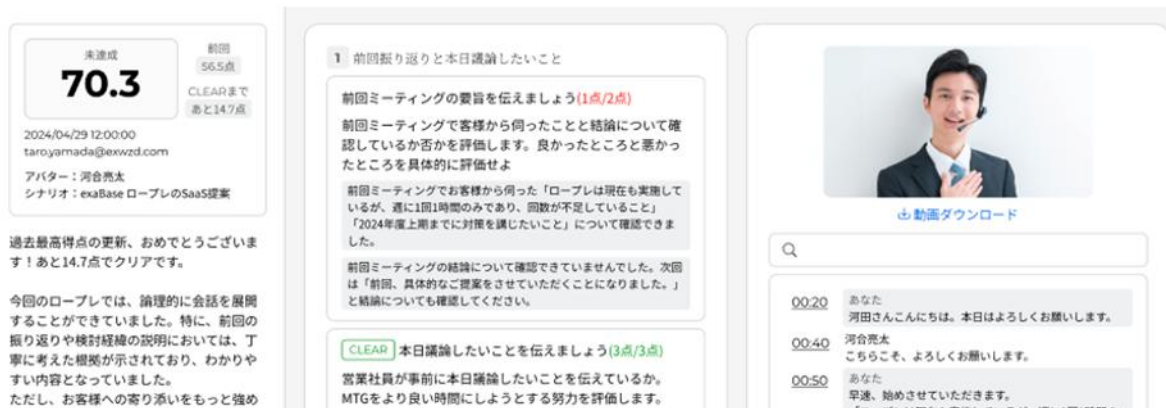 未達成
70.3
前回
56.5点
CLEARまで
あと14.7点
2024/04/29 12:00:00
taro.yamada@exwzd.com
アバター：河合亮太
シナリオ：exaBase ロープレのSaaS提案
過去最高得点の更新、おめでとうございま
す！あと14.7点でクリアです。
今回のロープレでは、論理的に会話を展開
することができていました。特に、前回の
振り返りや検討経緯の説明においては、丁
寧に考えた根拠が示されており、わかりや
すい内容となっていました。
ただし、お客様への寄り添いをもっと強め
1 前回振り返りと本日議論したいこと
前回ミーティングの要旨を伝えましょう(1点/2点)
前回ミーティングで客様から伺ったことと結論について確
認しているか否かを評価します。良かったところと悪かっ
たところを具体的に評価せよ
前回ミーティングでお客様から伺った「ロープレは現在も実施して
いるが、週に1回1時間のみであり、回数が不足していること」
「2024年度上期までに対策を講じたいこと」について確認できま
した。
前回ミーティングの結論について確認できていませんでした。次回
は「前回、具体的なご提案をさせていただくことになりました。」
と結論についても確認してください。
CLEAR 本日議論したいことを伝えましょう(3点/3点)
営業社員が事前に本日議論したいことを伝えているか。
MTGをより良い時間にしようとする努力を評価します。
動画ダウンロード
00:20 あなた
河田さんこんにちは。本日はよろしくお願いします。
00:40 河合亮太
こちらこそ、よろしくお願いします。
00:50 あなた
早速、始めさせていただきます。